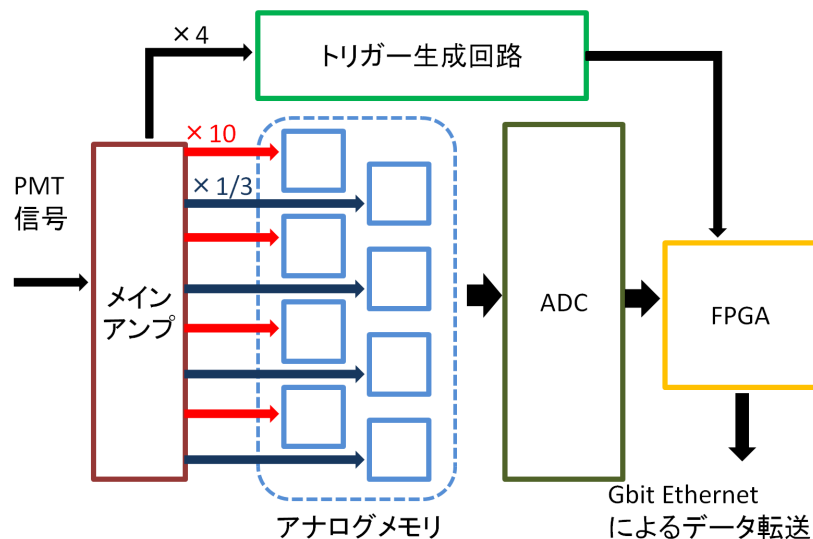 ×4
トリガー生成回路
×10
×1/3
PMT
信号
メイン
アンプ
ADC
FPGA
アナログメモリ
Gbit Ethernet
によるデータ転送